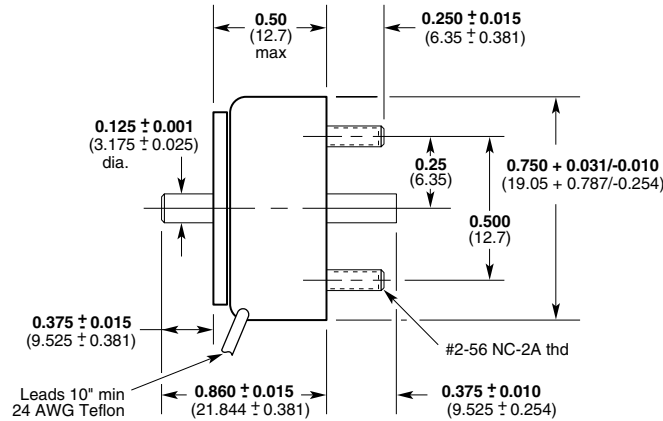 0.50
(12.7)
max
0.250 ± 0.015
(6.35 ± 0.381)
0.125 ± 0.001
(3.175 ± 0.025)
dia.
0.25
(6.35)
0.750 + 0.031/-0.010
(19.05 + 0.787/-0.254)
0.500
(12.7)
0.375 ± 0.015
(9.525 ± 0.381)
#2-56 NC-2A thd
Leads 10" min
24 AWG Teflon
0.860 ± 0.015
(21.844 ± 0.381)
0.375 ± 0.010
(9.525 ± 0.254)